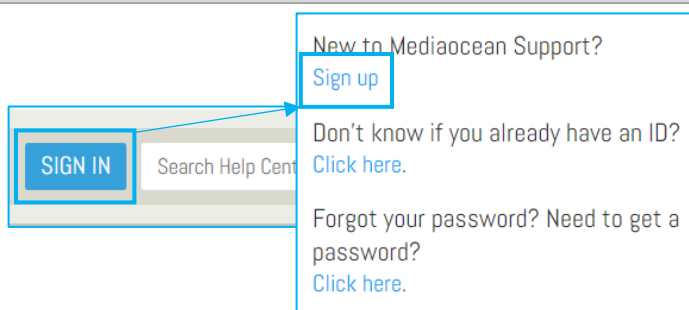 SIGN IN
Search Help Cent
New to Mediaocean Support?
Sign up
Don't know if you already have an ID?
Click here.
Forgot your password? Need to get a
password?
Click here.